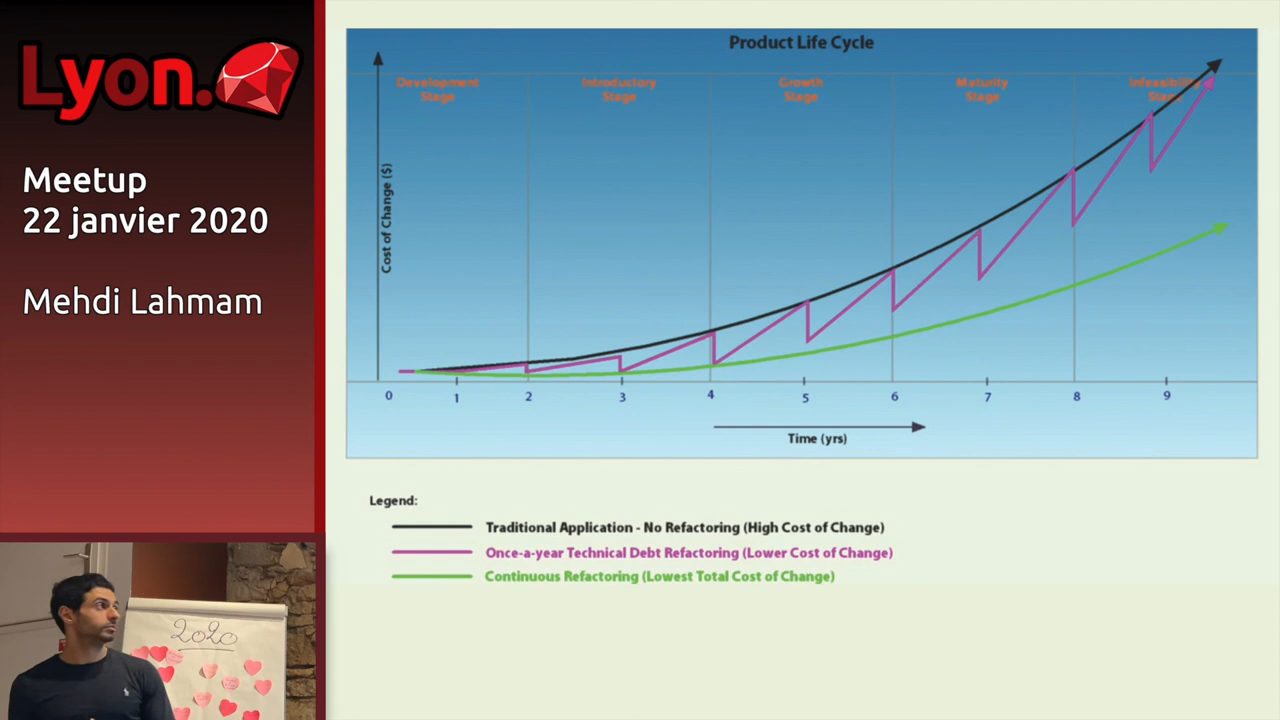 Lyon.
Meetup
22 janvier 2020
Mehdi Lahmam
Product Life Cycle
Development Stage
Introductory Stage
Growth Stage
Maturity Stage
Infeasibility Stage
Cost of Change ($)
0 1 2 3 4 5 6 7 8 9
Time (yrs)
Legend:
Traditional Application - No Refactoring (High Cost of Change)
Once-a-year Technical Debt Refactoring (Lower Cost of Change)
Continuous Refactoring (Lowest Total Cost of Change)
2020